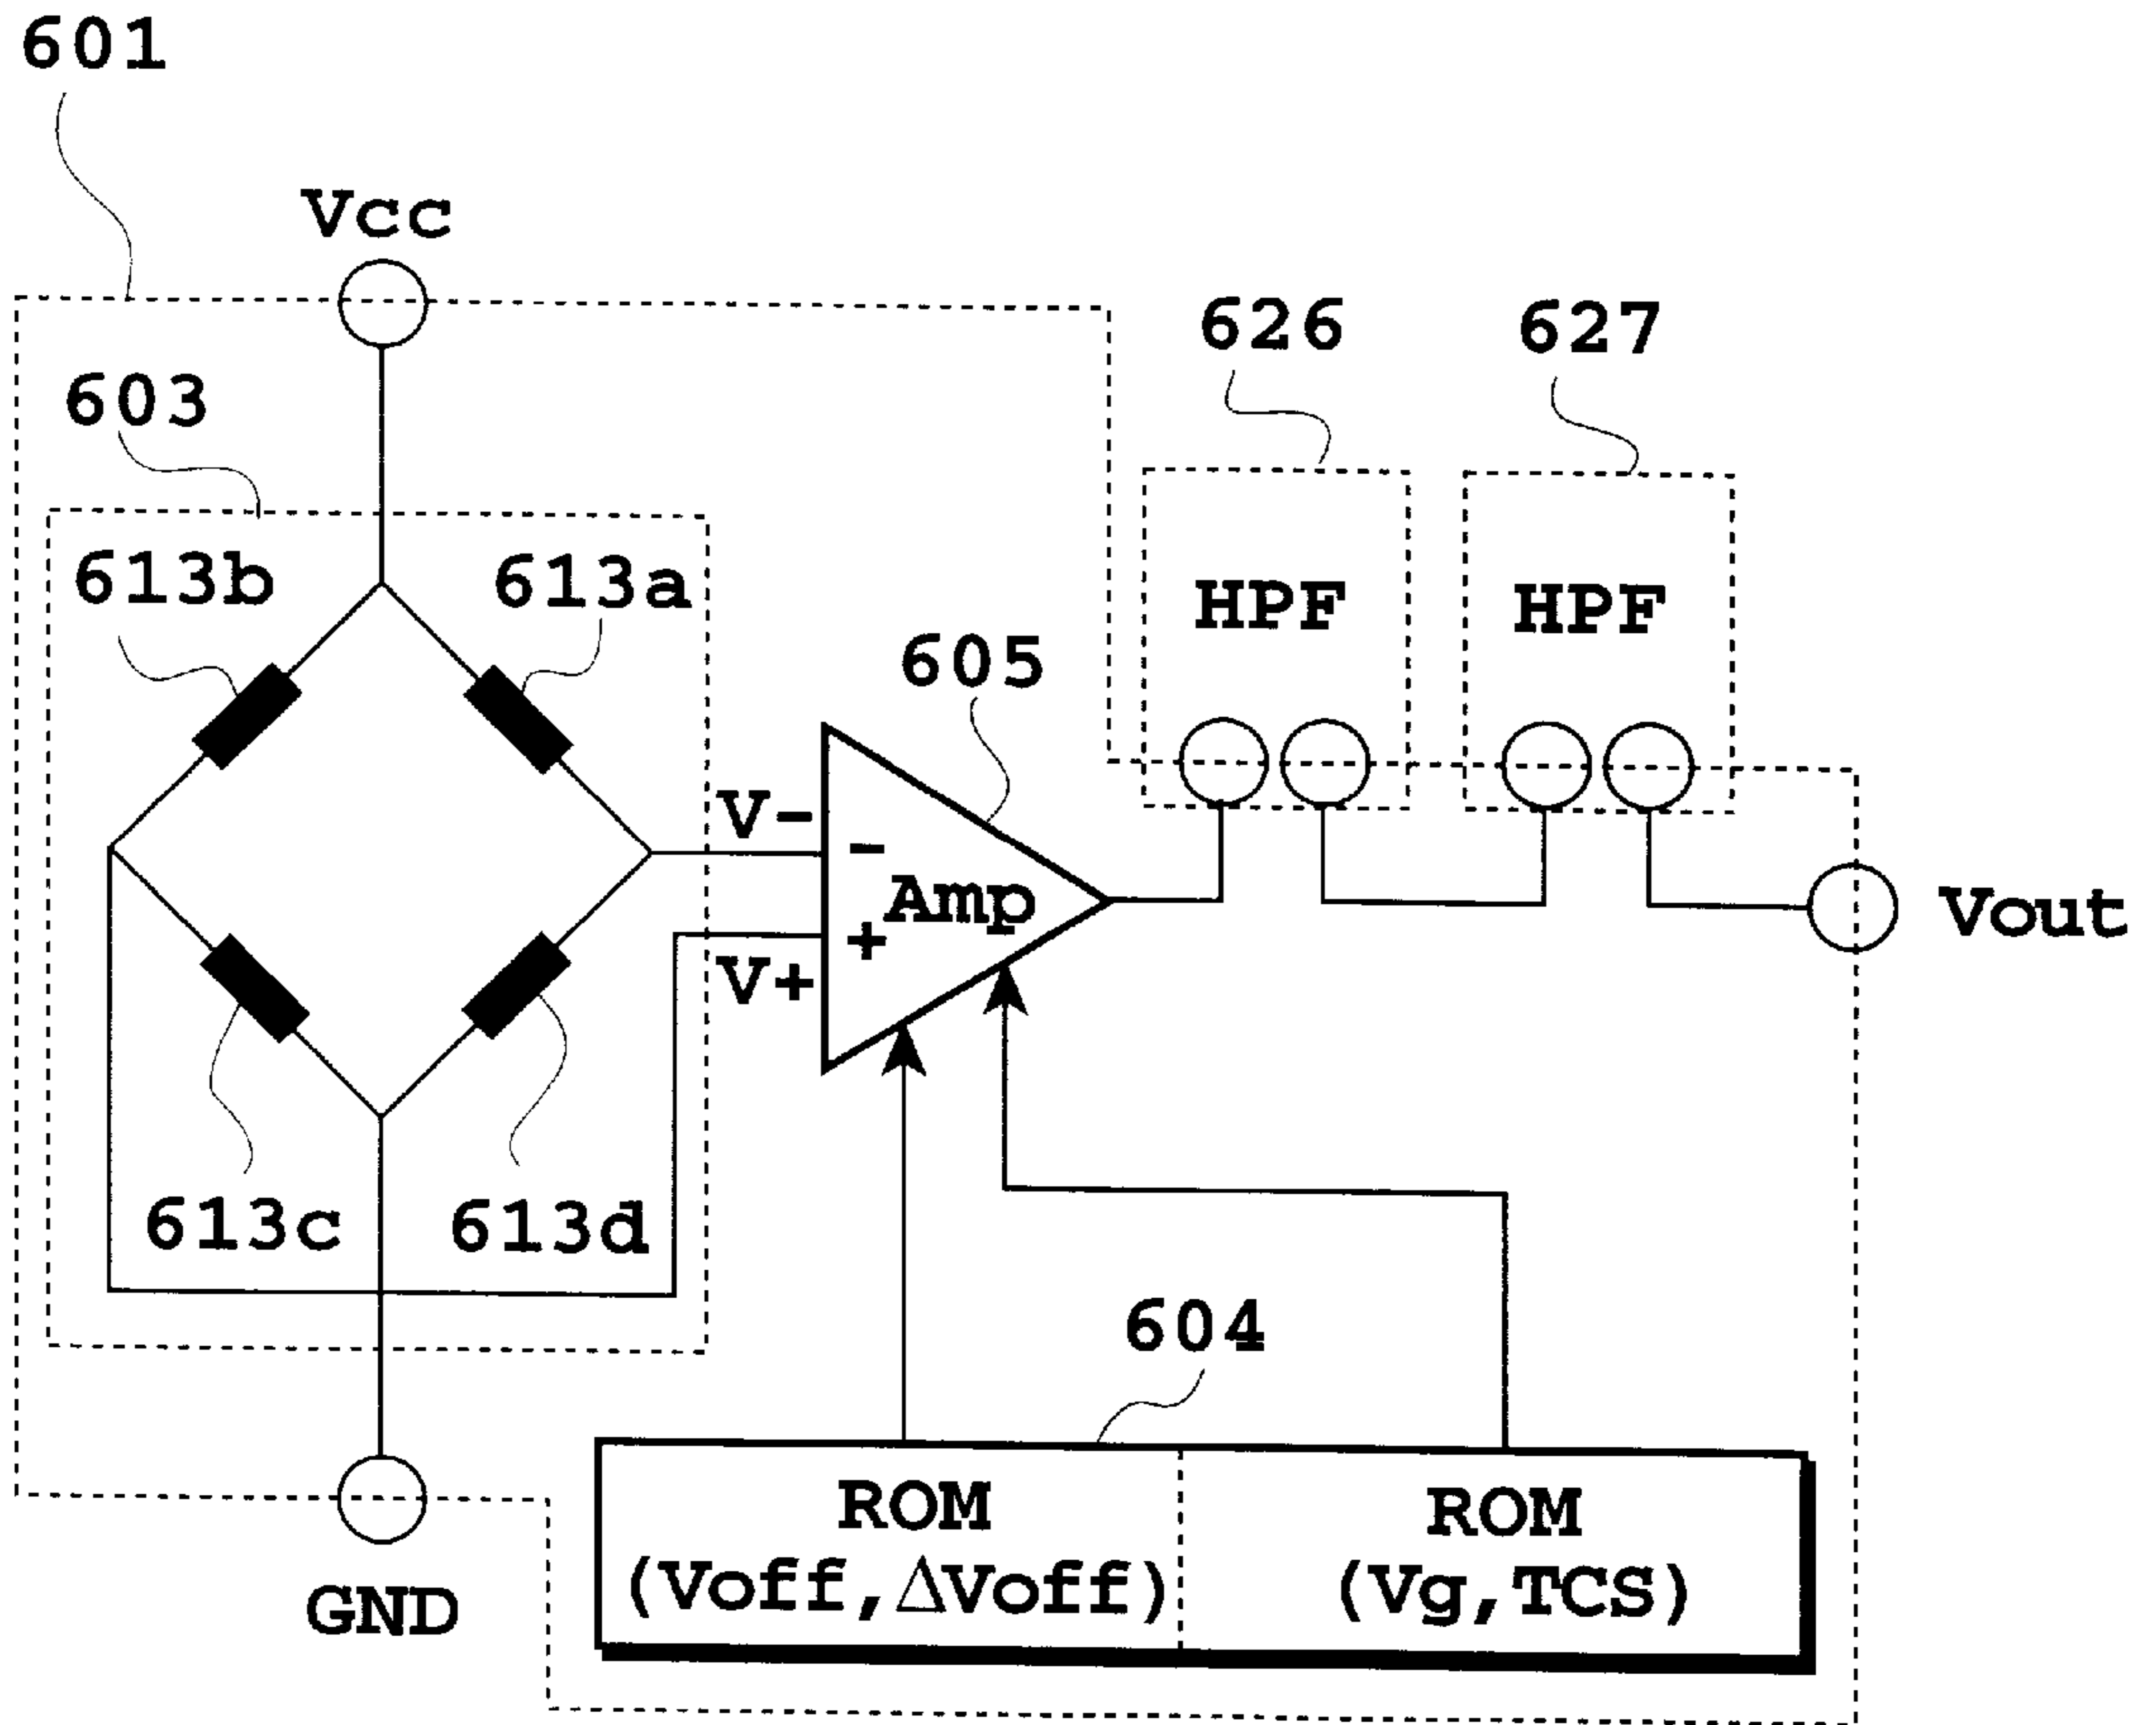 601
Vcc
626
627
603
613b
613a
HPF
HPF
605
V-
-
Amp
Vout
+
V+
613c
613d
604
ROM
(Voff,ΔVoff)
ROM
(Vg,TCS)
GND